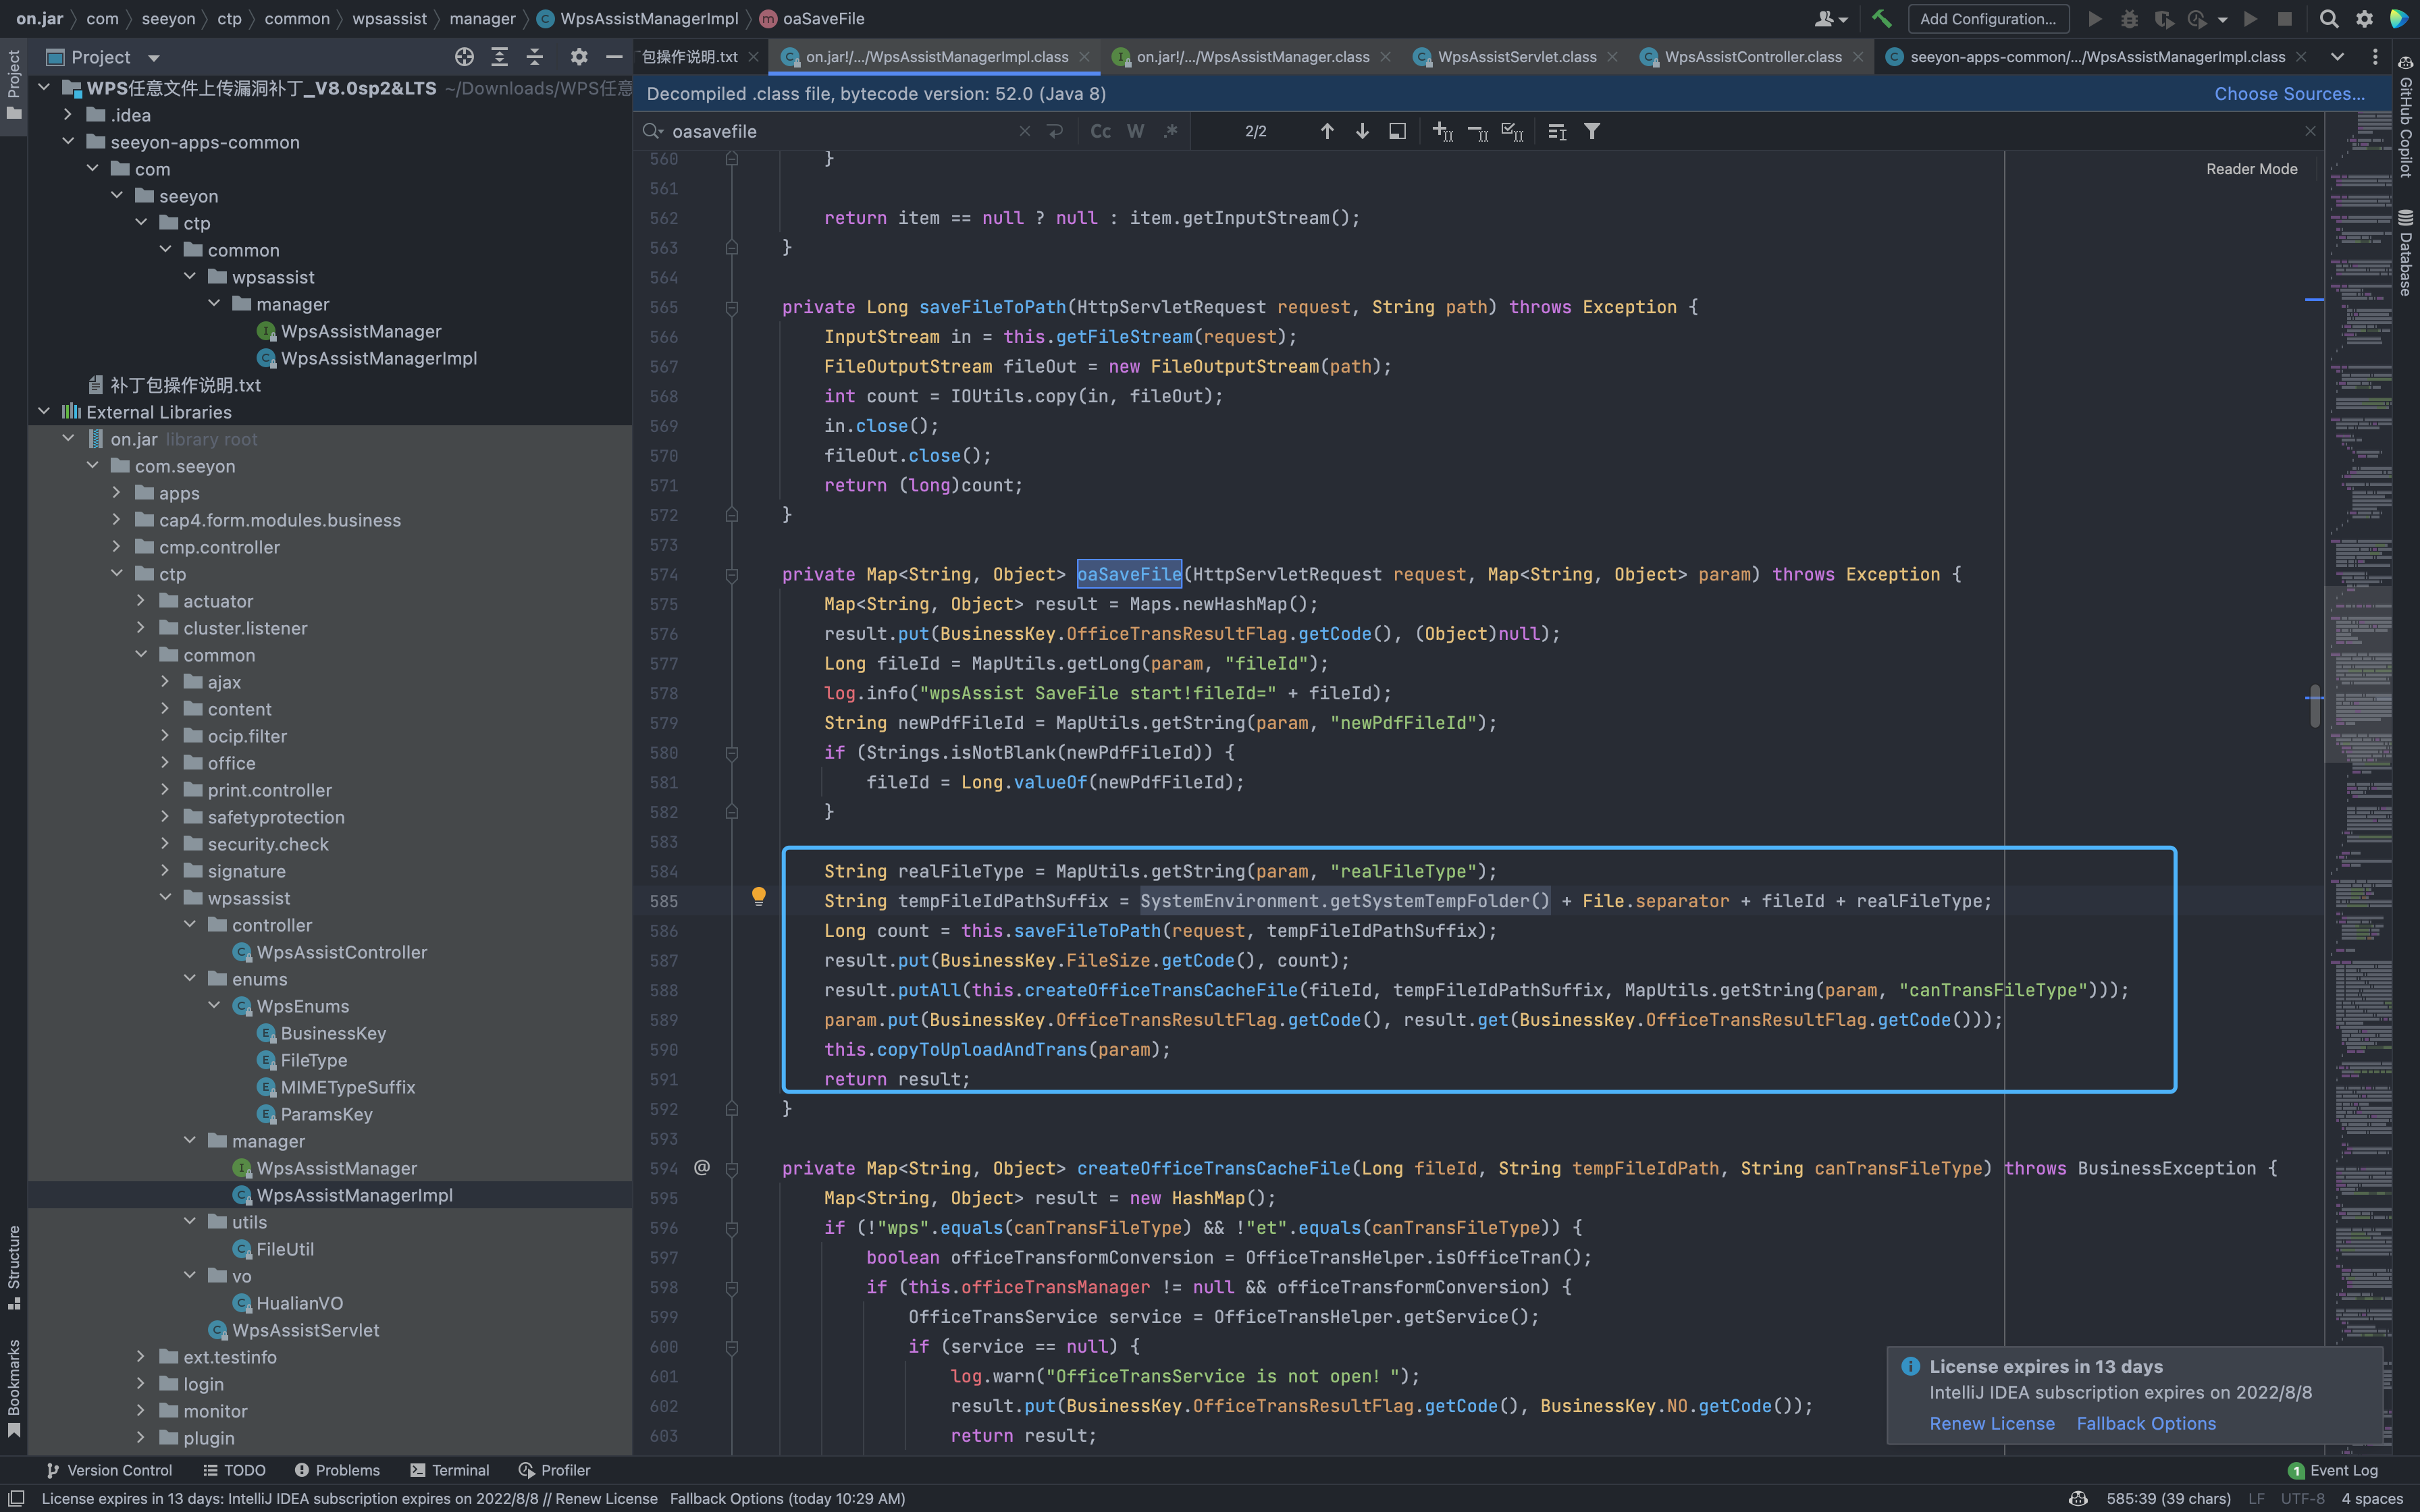 on.jar com seeyon ctp common wpsassist manager WpsAssistManagerImpl oaSaveFile
Add Configuration...
Project
Project
包操作说明.txt
on.jar!/.../WpsAssistManagerImpl.class
on.jar!/.../WpsAssistManager.class
WpsAssistServlet.class
WpsAssistController.class
seeyon-apps-common/.../WpsAssistManagerImpl.class
Decompiled .class file, bytecode version: 52.0 (Java 8)
Choose Sources...
oasavefile
Cc W .*
2/2
Reader Mode
GitHub Copilot
Database
WPS任意文件上传漏洞补丁_V8.0sp2&LTS ~/Downloads/WPS任意
.idea
seeyon-apps-common
com
seeyon
ctp
common
wpsassist
manager
WpsAssistManager
WpsAssistManagerImpl
补丁包操作说明.txt
External Libraries
on.jar library root
com.seeyon
apps
cap4.form.modules.business
cmp.controller
ctp
actuator
cluster.listener
common
ajax
content
ocip.filter
office
print.controller
safetyprotection
security.check
signature
wpsassist
controller
WpsAssistController
enums
WpsEnums
BusinessKey
FileType
MIMETypeSuffix
ParamsKey
manager
WpsAssistManager
WpsAssistManagerImpl
utils
FileUtil
vo
HualianVO
WpsAssistServlet
ext.testinfo
login
monitor
plugin
Structure
Bookmarks
560 }
561
562 return item == null ? null : item.getInputStream();
563 }
564
565 private Long saveFileToPath(HttpServletRequest request, String path) throws Exception {
566 InputStream in = this.getFileStream(request);
567 FileOutputStream fileOut = new FileOutputStream(path);
568 int count = IOUtils.copy(in, fileOut);
569 in.close();
570 fileOut.close();
571 return (long)count;
572 }
573
574 private Map<String, Object> oaSaveFile(HttpServletRequest request, Map<String, Object> param) throws Exception {
575 Map<String, Object> result = Maps.newHashMap();
576 result.put(BusinessKey.OfficeTransResultFlag.getCode(), (Object)null);
577 Long fileId = MapUtils.getLong(param, "fileId");
578 log.info("wpsAssist SaveFile start!fileId=" + fileId);
579 String newPdfFileId = MapUtils.getString(param, "newPdfFileId");
580 if (Strings.isNotBlank(newPdfFileId)) {
581 fileId = Long.valueOf(newPdfFileId);
582 }
583
584 String realFileType = MapUtils.getString(param, "realFileType");
585 String tempFileIdPathSuffix = SystemEnvironment.getSystemTempFolder() + File.separator + fileId + realFileType;
586 Long count = this.saveFileToPath(request, tempFileIdPathSuffix);
587 result.put(BusinessKey.FileSize.getCode(), count);
588 result.putAll(this.createOfficeTransCacheFile(fileId, tempFileIdPathSuffix, MapUtils.getString(param, "canTransFileType")));
589 param.put(BusinessKey.OfficeTransResultFlag.getCode(), result.get(BusinessKey.OfficeTransResultFlag.getCode()));
590 this.copyToUploadAndTrans(param);
591 return result;
592 }
593
594 @ private Map<String, Object> createOfficeTransCacheFile(Long fileId, String tempFileIdPath, String canTransFileType) throws BusinessException {
595 Map<String, Object> result = new HashMap();
596 if (!"wps".equals(canTransFileType) && !"et".equals(canTransFileType)) {
597 boolean officeTransformConversion = OfficeTransHelper.isOfficeTran();
598 if (this.officeTransManager != null && officeTransformConversion) {
599 OfficeTransService service = OfficeTransHelper.getService();
600 if (service == null) {
601 log.warn("OfficeTransService is not open! ");
602 result.put(BusinessKey.OfficeTransResultFlag.getCode(), BusinessKey.NO.getCode());
603 return result;
License expires in 13 days
IntelliJ IDEA subscription expires on 2022/8/8
Renew License Fallback Options
Version Control TODO Problems Terminal Profiler
1 Event Log
License expires in 13 days: IntelliJ IDEA subscription expires on 2022/8/8 // Renew License Fallback Options (today 10:29 AM)
585:39 (39 chars) LF UTF-8 4 spaces